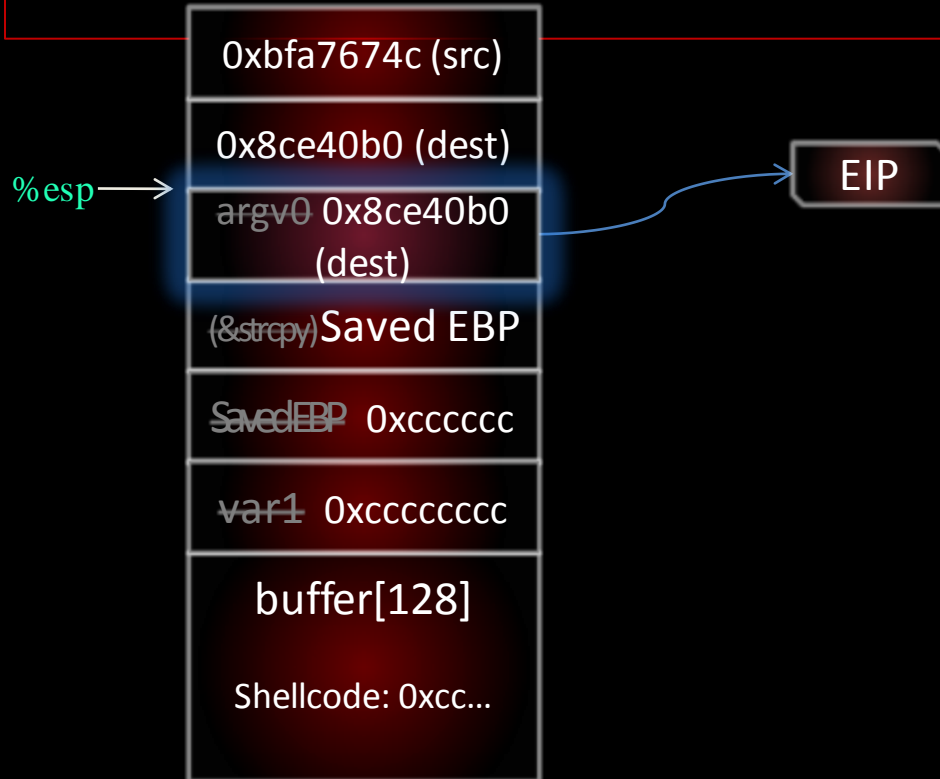 0xbfa7674c (src)
0x8ce40b0 (dest)
%esp
EIP
argv0 0x8ce40b0
(dest)
(&strcpy) Saved EBP
SavedEBP 0xcccccc
var1 0xcccccccc
buffer[128]
Shellcode: 0xcc...